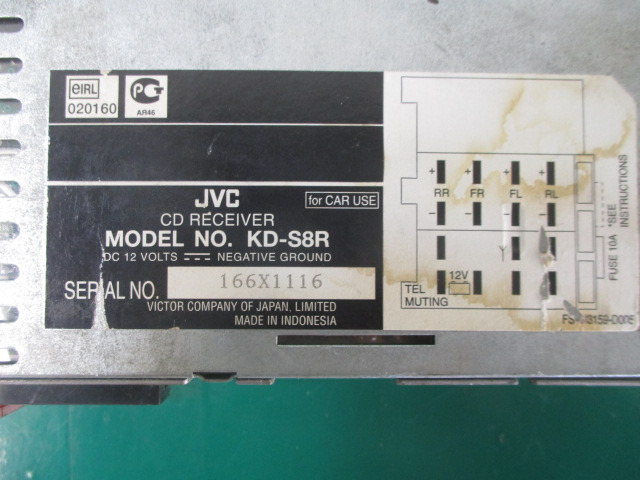 eIRL
020160
PCT
AR46
JVC
for CAR USE
CD RECEIVER
MODEL NO. KD-S8R
DC 12 VOLTS NEGATIVE GROUND
SERIAL NO. 166X1116
VICTOR COMPANY OF JAPAN, LIMITED
MADE IN INDONESIA
+ + + +
RR FR FL RL
− − − −
12V
TEL
MUTING
FUSE 10A
*SEE
INSTRUCTIONS